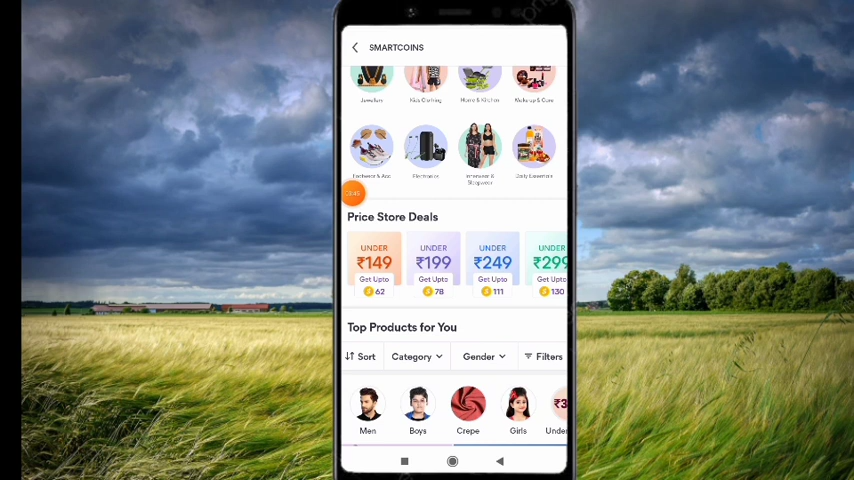 SMARTCOINS
Jewellery
Kids Clothing
Home & Kitchen
Makeup & Care
Footwear & Acc
Electronics
Innerwear &
Sleepwear
Daily Essentials
Price Store Deals
UNDER
₹149
Get Upto
62
UNDER
₹199
Get Upto
78
UNDER
₹249
Get Upto
111
UNDER
₹299
Get Upto
130
Top Products for You
Sort
Category
Gender
Filters
Men
Boys
Crepe
Girls
Under